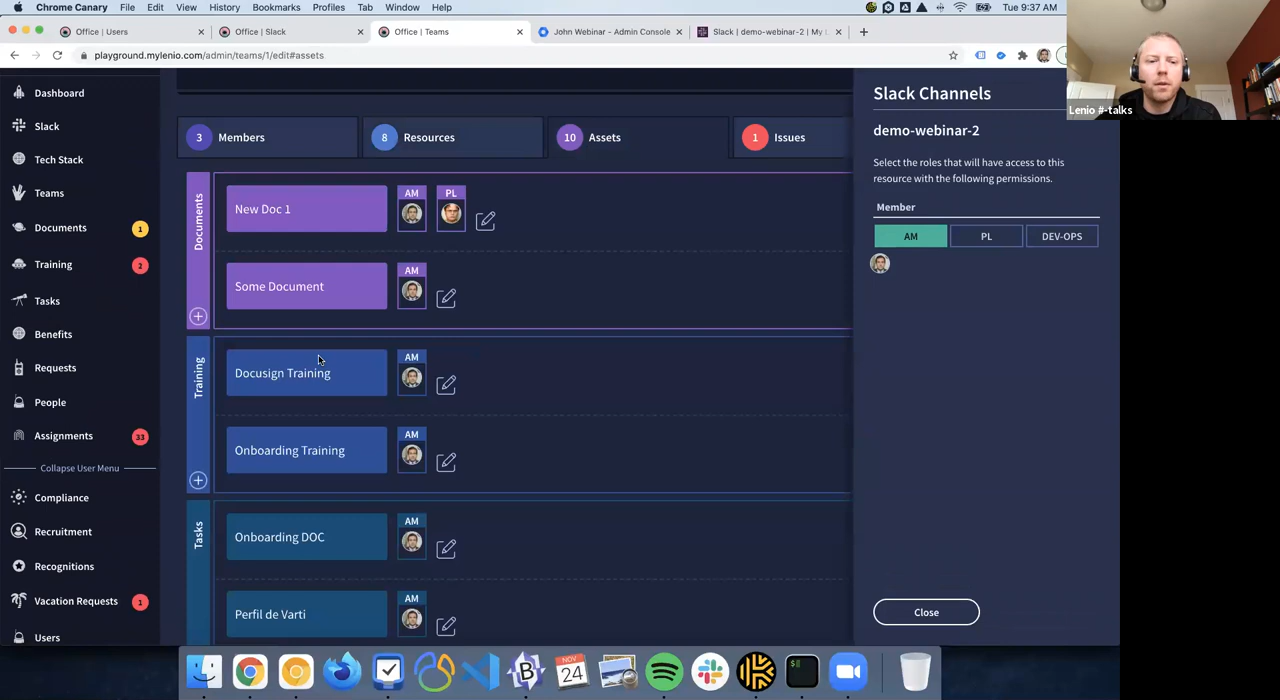 Chrome Canary File Edit View History Bookmarks Profiles Tab Window Help Tue 9:37 AM
Office | Users Office | Slack Office | Teams John Webinar - Admin Console Slack | demo-webinar-2 | My L
playground.mylenio.com/admin/teams/1/edit#assets
Lenio #-talks
Dashboard
Slack
Tech Stack
Teams
Documents 1
Training 2
Tasks
Benefits
Requests
People
Assignments 33
Collapse User Menu
Compliance
Recruitment
Recognitions
Vacation Requests 1
Users
3 Members 8 Resources 10 Assets 1 Issues
Documents
New Doc 1 AM PL
Some Document AM
Training
Docusign Training AM
Onboarding Training AM
Tasks
Onboarding DOC AM
Perfil de Varti AM
Slack Channels
demo-webinar-2
Select the roles that will have access to this
resource with the following permissions.
Member
AM PL DEV-OPS
Close
NOV
24
B
$